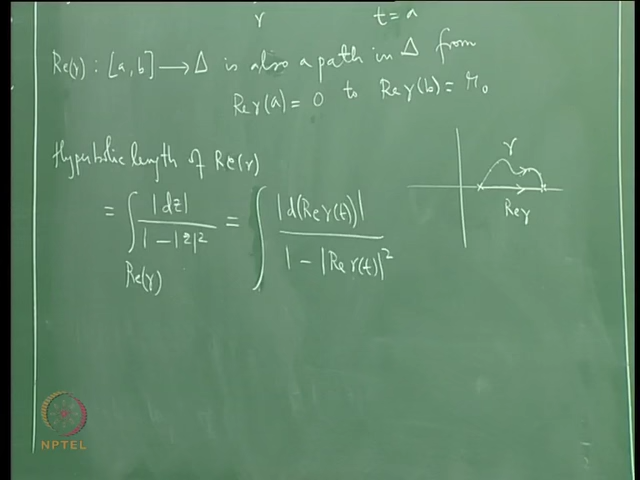 γ t = a
Re(γ) : [a, b] → Δ is also a path in Δ from
Re γ(a) = 0 to Re γ(b) = r₀
Hyperbolic length of Re(γ)
= ∫_{Re(γ)} |dz| / (1 − |z|²) = ∫ |d(Re γ(t))| / (1 − |Re γ(t)|²)
γ
Re γ
NPTEL